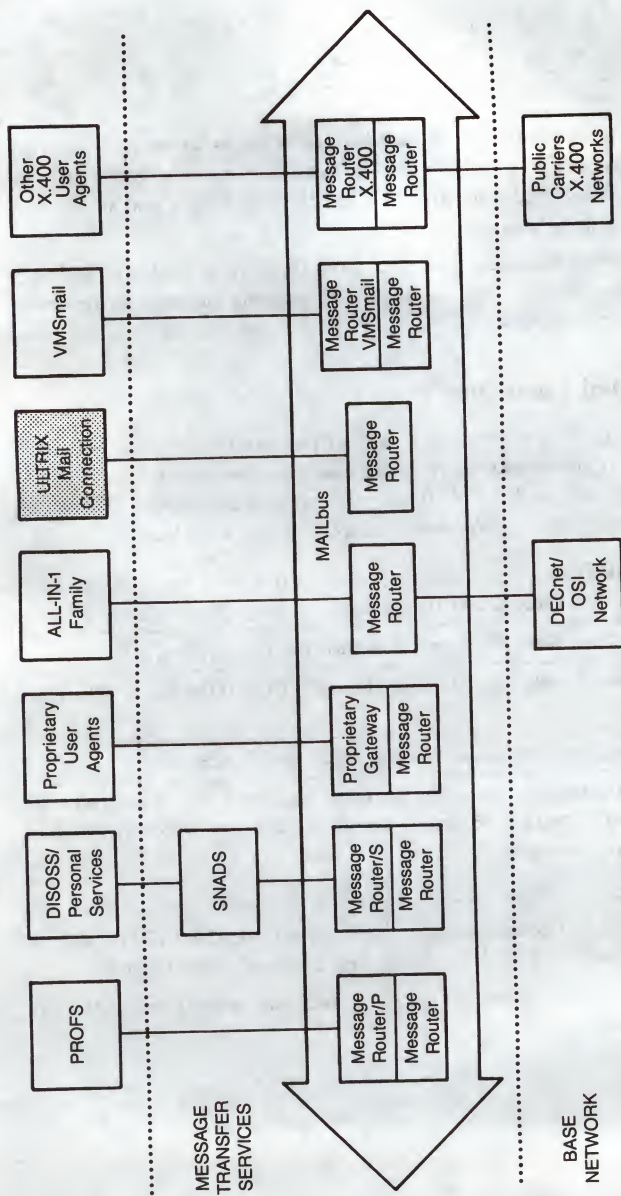 PROFS
DISOSS/
Personal
Services
Proprietary
User
Agents
ALL-IN-1
Family
ULTRIX
Mail
Connection
VMSmail
Other
X.400
User
Agents
MESSAGE
TRANSFER
SERVICES
SNADS
MAILbus
Message
Router/P
Message
Router
Message
Router/S
Message
Router
Proprietary
Gateway
Message
Router
Message
Router
Message
Router
Message
Router
VMSmail
Message
Router
Message
Router
X.400
Message
Router
BASE
NETWORK
DECnet/
OSI
Network
Public
Carriers
X.400
Networks